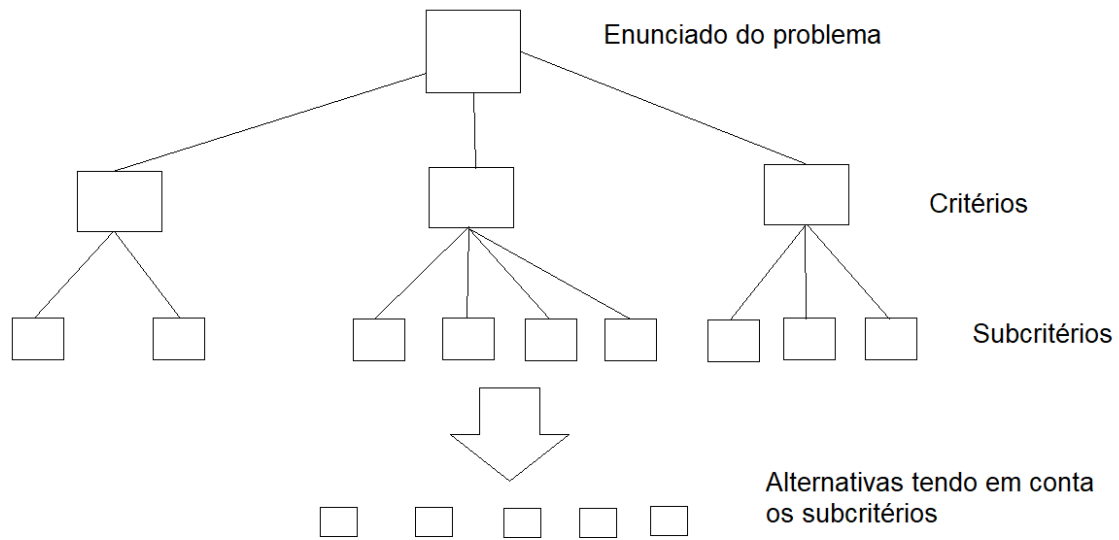 Enunciado do problema
Critérios
Subcritérios
Alternativas tendo em conta
os subcritérios